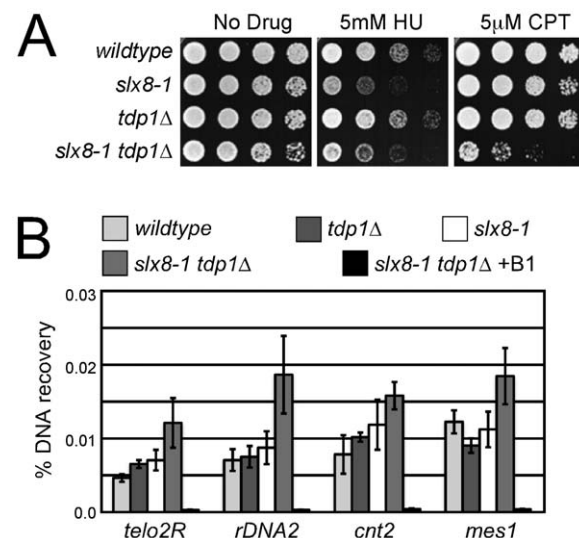 A
No Drug 5mM HU 5μM CPT
wildtype
slx8-1
tdp1Δ
slx8-1 tdp1Δ
B
wildtype tdp1Δ slx8-1
slx8-1 tdp1Δ slx8-1 tdp1Δ +B1
% DNA recovery
0.03
0.02
0.01
0.0
telo2R rDNA2 cnt2 mes1